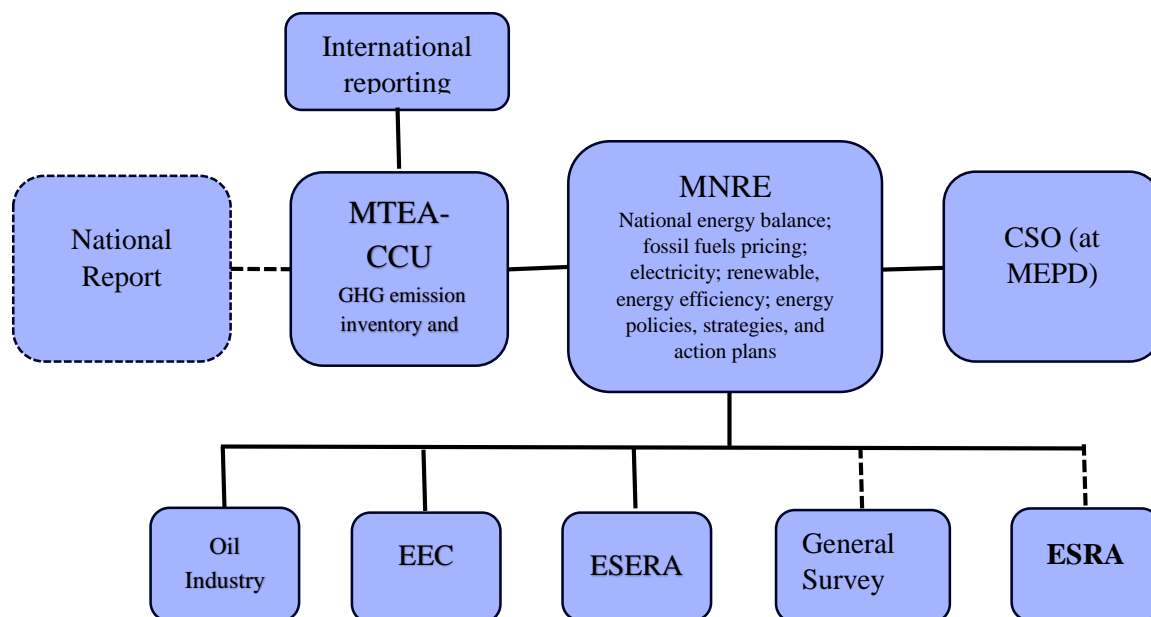 International
reporting
National
Report
MTEA-
CCU
GHG emission
inventory and
MNRE
National energy balance;
fossil fuels pricing;
electricity; renewable,
energy efficiency; energy
policies, strategies, and
action plans
CSO (at
MEPD)
Oil
Industry
EEC
ESERA
General
Survey
ESRA